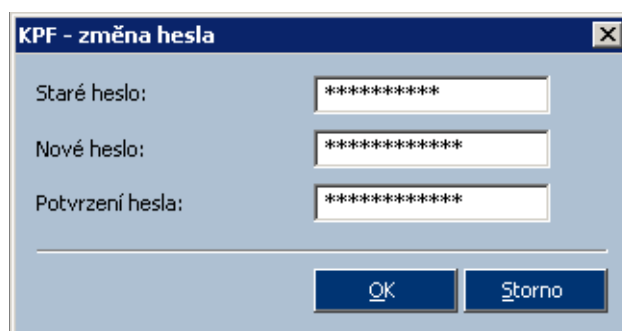 KPF - změna hesla
Staré heslo: **********
Nové heslo: ************
Potvrzení hesla: ************
OK Storno